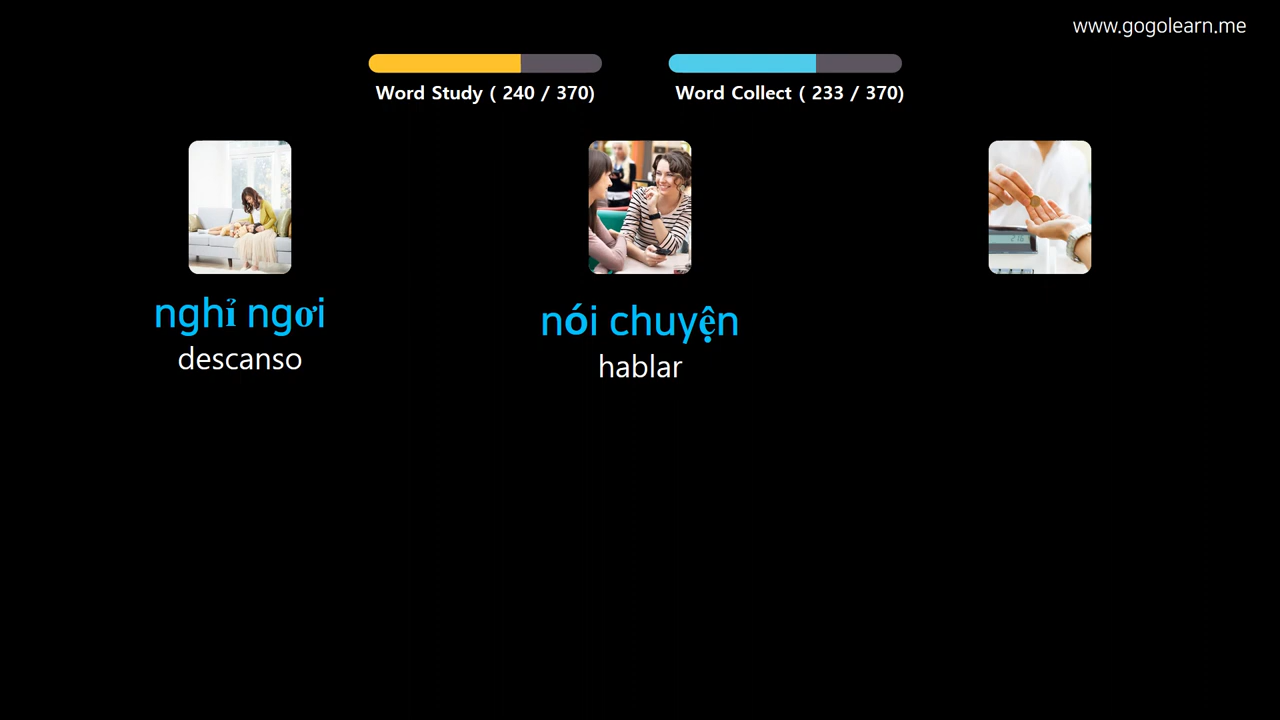 www.gogolearn.me
Word Study ( 240 / 370)
Word Collect ( 233 / 370)
nghỉ ngơi
descanso
nói chuyện
hablar